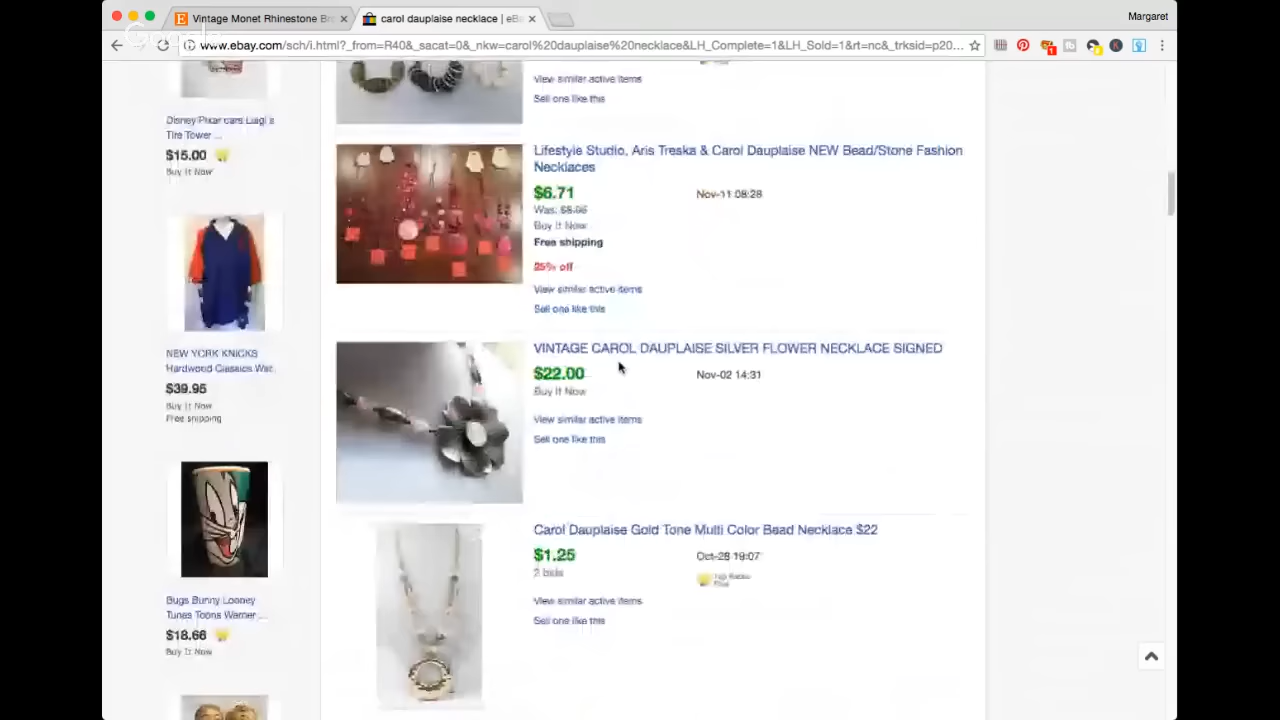 Vintage Monet Rhinestone Br
carol dauplaise necklace | eB
Margaret
www.ebay.com/sch/i.html?_from=R40&_sacat=0&_nkw=carol%20dauplaise%20necklace&LH_Complete=1&LH_Sold=1&rt=nc&_trksid=p20...
View similar active items
Sell one like this
Disney Pixar cars Luigi s
Tire Tower ...
$15.00
Buy It Now
Lifestyle Studio, Aris Treska & Carol Dauplaise NEW Bead/Stone Fashion
Necklaces
$6.71
Nov-11 08:28
Was:
Buy It Now
Free shipping
25% off
View similar active items
Sell one like this
NEW YORK KNICKS
Hardwood Classics
$39.95
Buy It Now
Free shipping
VINTAGE CAROL DAUPLAISE SILVER FLOWER NECKLACE SIGNED
$22.00
Nov-02 14:31
Buy It Now
View similar active items
Sell one like this
Bugs Bunny Looney
Tunes Toons Warner ...
$18.66
Buy It Now
Carol Dauplaise Gold Tone Multi Color Bead Necklace $22
$1.25
Oct-28 19:07
2 bids
View similar active items
Sell one like this